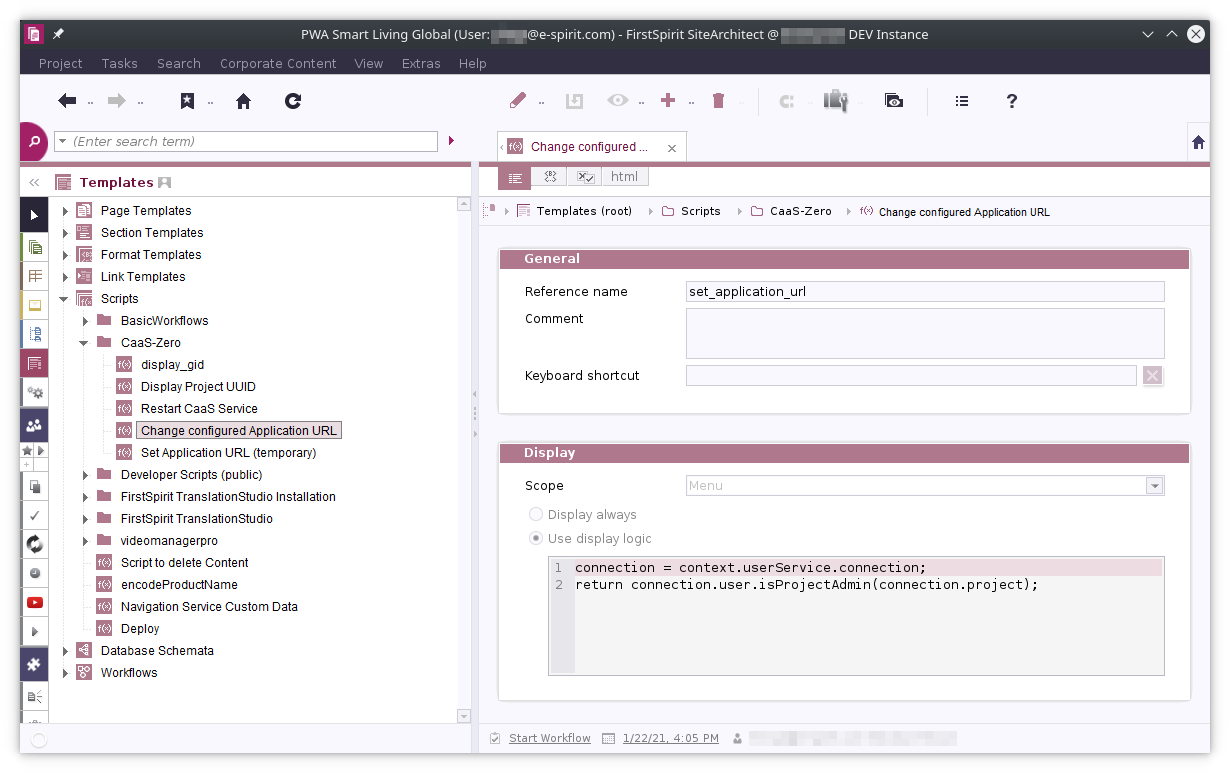 PWA Smart Living Global (User: @e-spirit.com) - FirstSpirit SiteArchitect @ DEV Instance
Project Tasks Search Corporate Content View Extras Help
(Enter search term)
Change configured ...
Templates
html
Templates (root) Scripts CaaS-Zero Change configured Application URL
Page Templates
Section Templates
Format Templates
Link Templates
Scripts
BasicWorkflows
CaaS-Zero
display_gid
Display Project UUID
Restart CaaS Service
Change configured Application URL
Set Application URL (temporary)
Developer Scripts (public)
FirstSpirit TranslationStudio Installation
FirstSpirit TranslationStudio
videomanagerpro
Script to delete Content
encodeProductName
Navigation Service Custom Data
Deploy
Database Schemata
Workflows
General
Reference name set_application_url
Comment
Keyboard shortcut
Display
Scope Menu
Display always
Use display logic
1 connection = context.userService.connection;
2 return connection.user.isProjectAdmin(connection.project);
Start Workflow 1/22/21, 4:05 PM